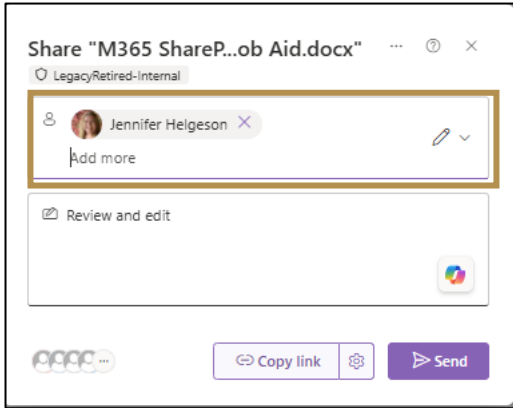 Share "M365 ShareP...ob Aid.docx"
LegacyRetired-Internal
Jennifer Helgeson
Add more
Review and edit
Copy link
Send